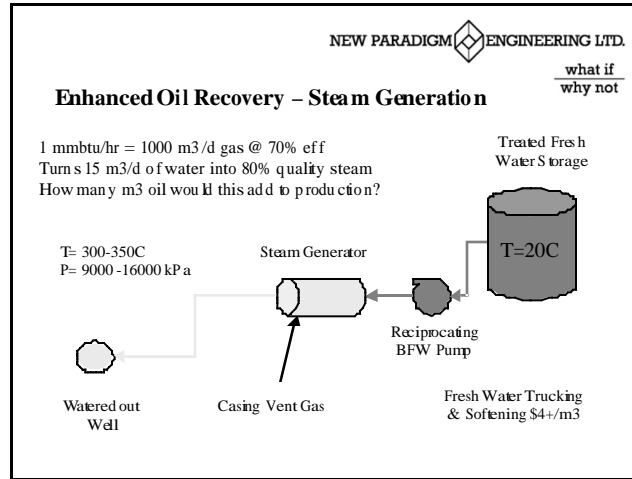 NEW PARADIGM ENGINEERING LTD.
what if
why not
Enhanced Oil Recovery – Steam Generation
1 mmbtu/hr = 1000 m3/d gas @ 70% eff
Turns 15 m3/d of water into 80% quality steam
How many m3 oil would this add to production?
Treated Fresh
Water Storage
T= 300-350C
P= 9000 -16000 kPa
Steam Generator
T=20C
Reciprocating
BFW Pump
Watered out
Well
Casing Vent Gas
Fresh Water Trucking
& Softening $4+/m3